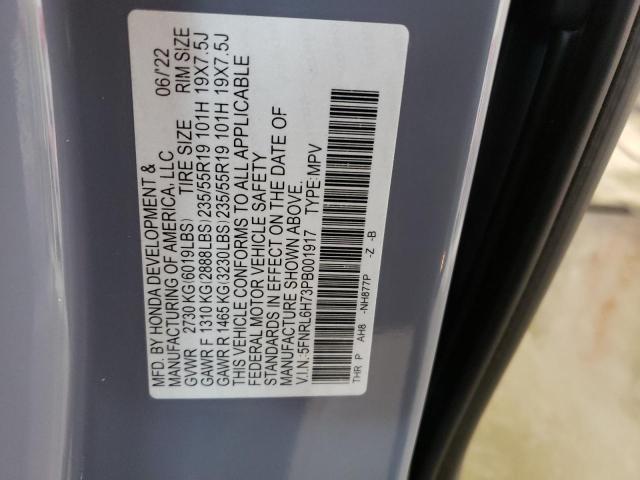 MFD. BY HONDA DEVELOPMENT &
MANUFACTURING OF AMERICA, LLC 06/'22
GVWR 2730 KG(6019LBS) TIRE SIZE RIM SIZE
GAWR F 1310 KG(2888LBS) 235/55R19 101H 19X7.5J
GAWR R 1465 KG(3230LBS) 235/55R19 101H 19X7.5J
THIS VEHICLE CONFORMS TO ALL APPLICABLE
FEDERAL MOTOR VEHICLE SAFETY
STANDARDS IN EFFECT ON THE DATE OF
MANUFACTURE SHOWN ABOVE.
V.I.N.:5FNRL6H73PB001917 TYPE:MPV
THR P AH8 -NH877P -Z -B